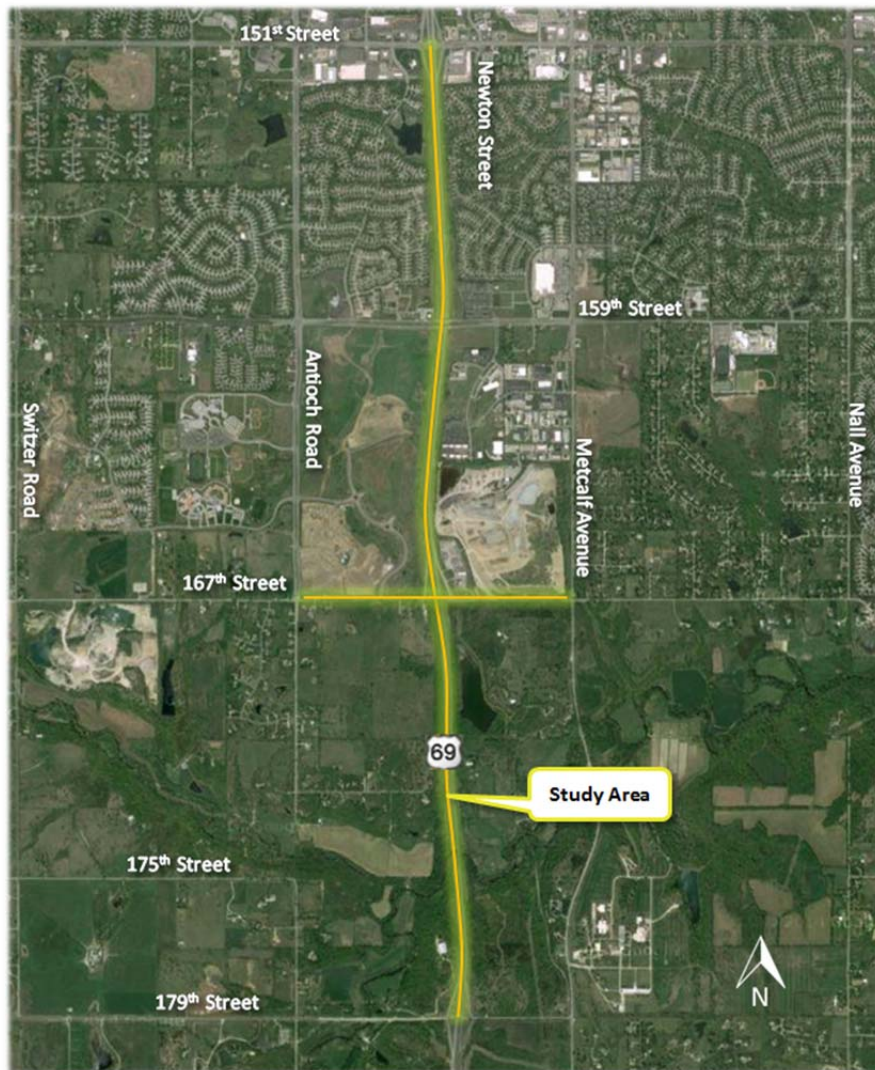 151st Street
Newton Street
159th Street
Antioch Road
Switzer Road
Metcalf Avenue
Nall Avenue
167th Street
69
Study Area
175th Street
179th Street
N